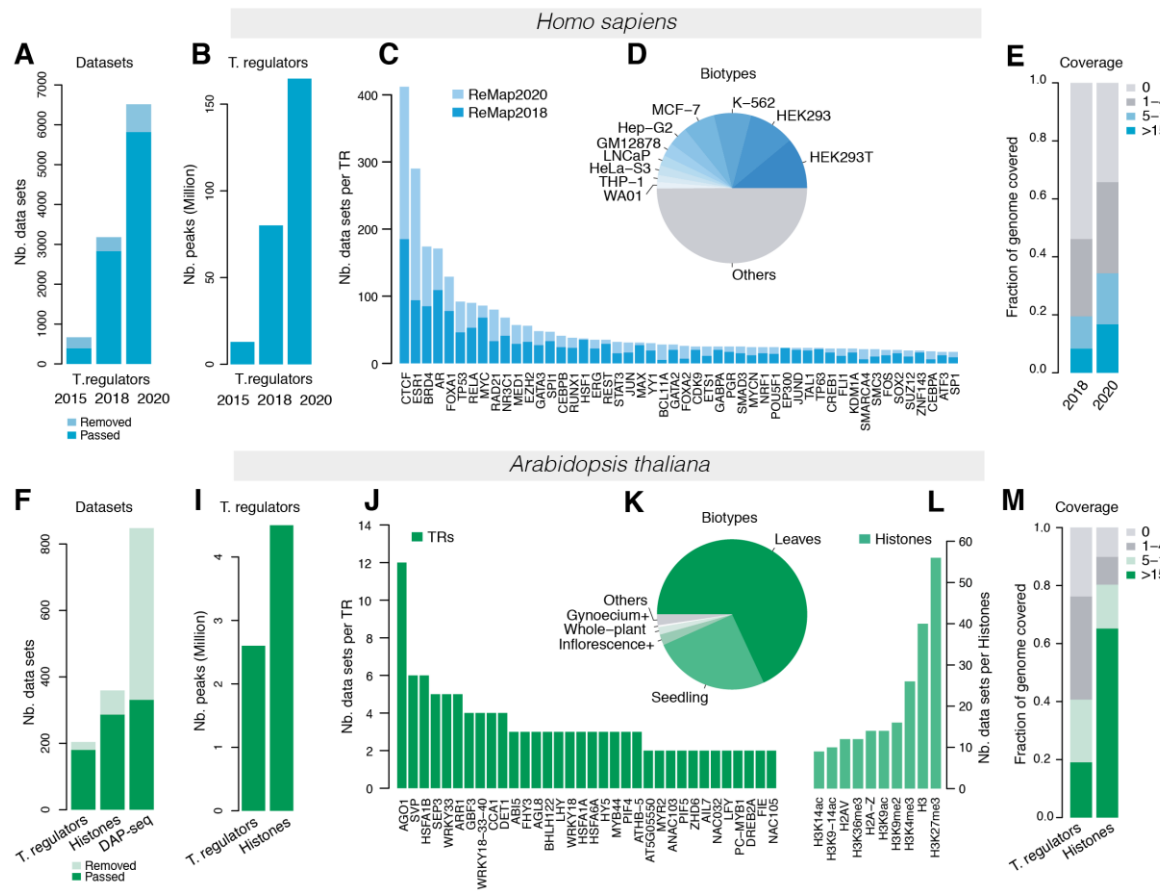 Homo sapiens
A
Datasets
Nb. data sets
7000
6000
5000
4000
3000
2000
1000
0
T.regulators
2015 2018 2020
Removed
Passed
B
T. regulators
Nb. peaks (Million)
150
100
50
0
T.regulators
2015 2018 2020
C
Nb. data sets per TR
400
300
200
100
0
ReMap2020
ReMap2018
CTCF
ESR1
BRD4
AR
FOXA1
TP53
RELA
MYC
RAD21
NR3C1
MED1
EZH2
GATA3
SPI1
CEBPB
RUNX1
HSF1
ERG
REST
STAT3
JUN
MAX
YY1
BCL11A
GATA2
FOXA2
CDK9
ETS1
GABPA
PGR
SMAD3
MYCN
NRF1
POU5F1
EP300
JUND
TAL1
TP63
CREB1
FLI1
KDM1A
SMARCA4
SMC3
FOS
SOX2
SUZ12
ZNF143
CEBPA
ATF3
SP1
D
Biotypes
K-562
MCF-7
HEK293
Hep-G2
GM12878
LNCaP
HEK293T
HeLa-S3
THP-1
WA01
Others
E
Coverage
Fraction of genome covered
1.0
0.8
0.6
0.4
0.2
0.0
0
1-
5-
>15
2018
2020
Arabidopsis thaliana
F
Datasets
Nb. data sets
800
600
400
200
0
T. regulators
Histones
DAP-seq
Removed
Passed
I
T. regulators
Nb. peaks (Million)
4
3
2
1
0
T. regulators
Histones
J
Nb. data sets per TR
14
12
10
8
6
4
2
0
TRs
AGO1
SVP
HSFA1B
SEP3
WRKY33
ARR1
GBF3
WRKY18-33-40
CCA1
DET1
ABI5
FHY3
AGL8
BHLH122
LHY
WRKY18
HSFA1A
HSFA6A
HY5
MYB44
PIF4
ATHB-5
AT5G05550
MYR2
ANAC103
PIF5
ZHD6
AIL7
NAC032
LFY
PC-MYB1
DREB2A
FIE
NAC105
K
Biotypes
Leaves
Others
Gynoecium+
Whole-plant
Inflorescence+
Seedling
L
Histones
Nb. data sets per Histones
60
50
40
30
20
10
0
H3K14ac
H3K9-14ac
H2AV
H3K36me3
H2A-Z
H3K9ac
H3K9me2
H3K4me3
H3
H3K27me3
M
Coverage
Fraction of genome covered
1.0
0.8
0.6
0.4
0.2
0.0
0
1-
5-
>15
T. regulators
Histones